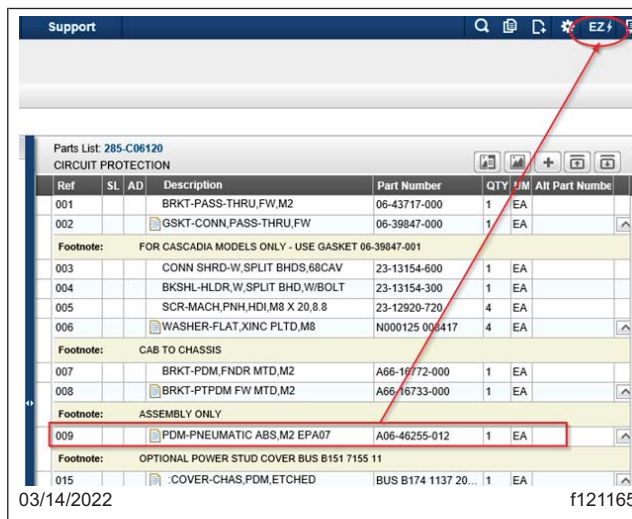 Support EZ
Parts List: 285-C06120
CIRCUIT PROTECTION
Ref SL AD Description Part Number QTY UM Alt Part Numbe
001 BRKT-PASS-THRU,FW,M2 06-43717-000 1 EA
002 GSKT-CONN,PASS-THRU,FW 06-39847-000 1 EA
Footnote: FOR CASCADIA MODELS ONLY - USE GASKET 06-39847-001
003 CONN SHRD-W,SPLIT BHDS,68CAV 23-13154-600 1 EA
004 BKSHL-HLDR,W,SPLIT BHD,W/BOLT 23-13154-300 1 EA
005 SCR-MACH,PNH,HDI,M8 X 20,8.8 23-12920-720 4 EA
006 WASHER-FLAT,XINC PLTD,M8 N000125 008417 4 EA
Footnote: CAB TO CHASSIS
007 BRKT-PDM,FNDR MTD,M2 A66-16772-000 1 EA
008 BRKT-PTPDM FW MTD,M2 A66-16733-000 1 EA
Footnote: ASSEMBLY ONLY
009 PDM-PNEUMATIC ABS,M2 EPA07 A06-46255-012 1 EA
Footnote: OPTIONAL POWER STUD COVER BUS B151 7155 11
015 :COVER-CHAS,PDM,ETCHED BUS B174 1137 20... 1 EA
03/14/2022 f121165